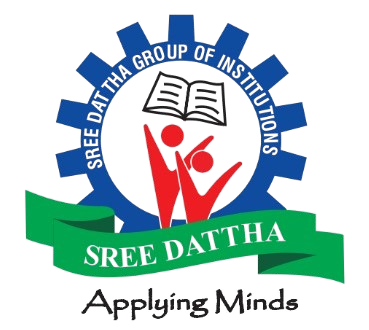 SREE DATTHA GROUP OF INSTITUTIONS
SREE DATTHA
Applying Minds